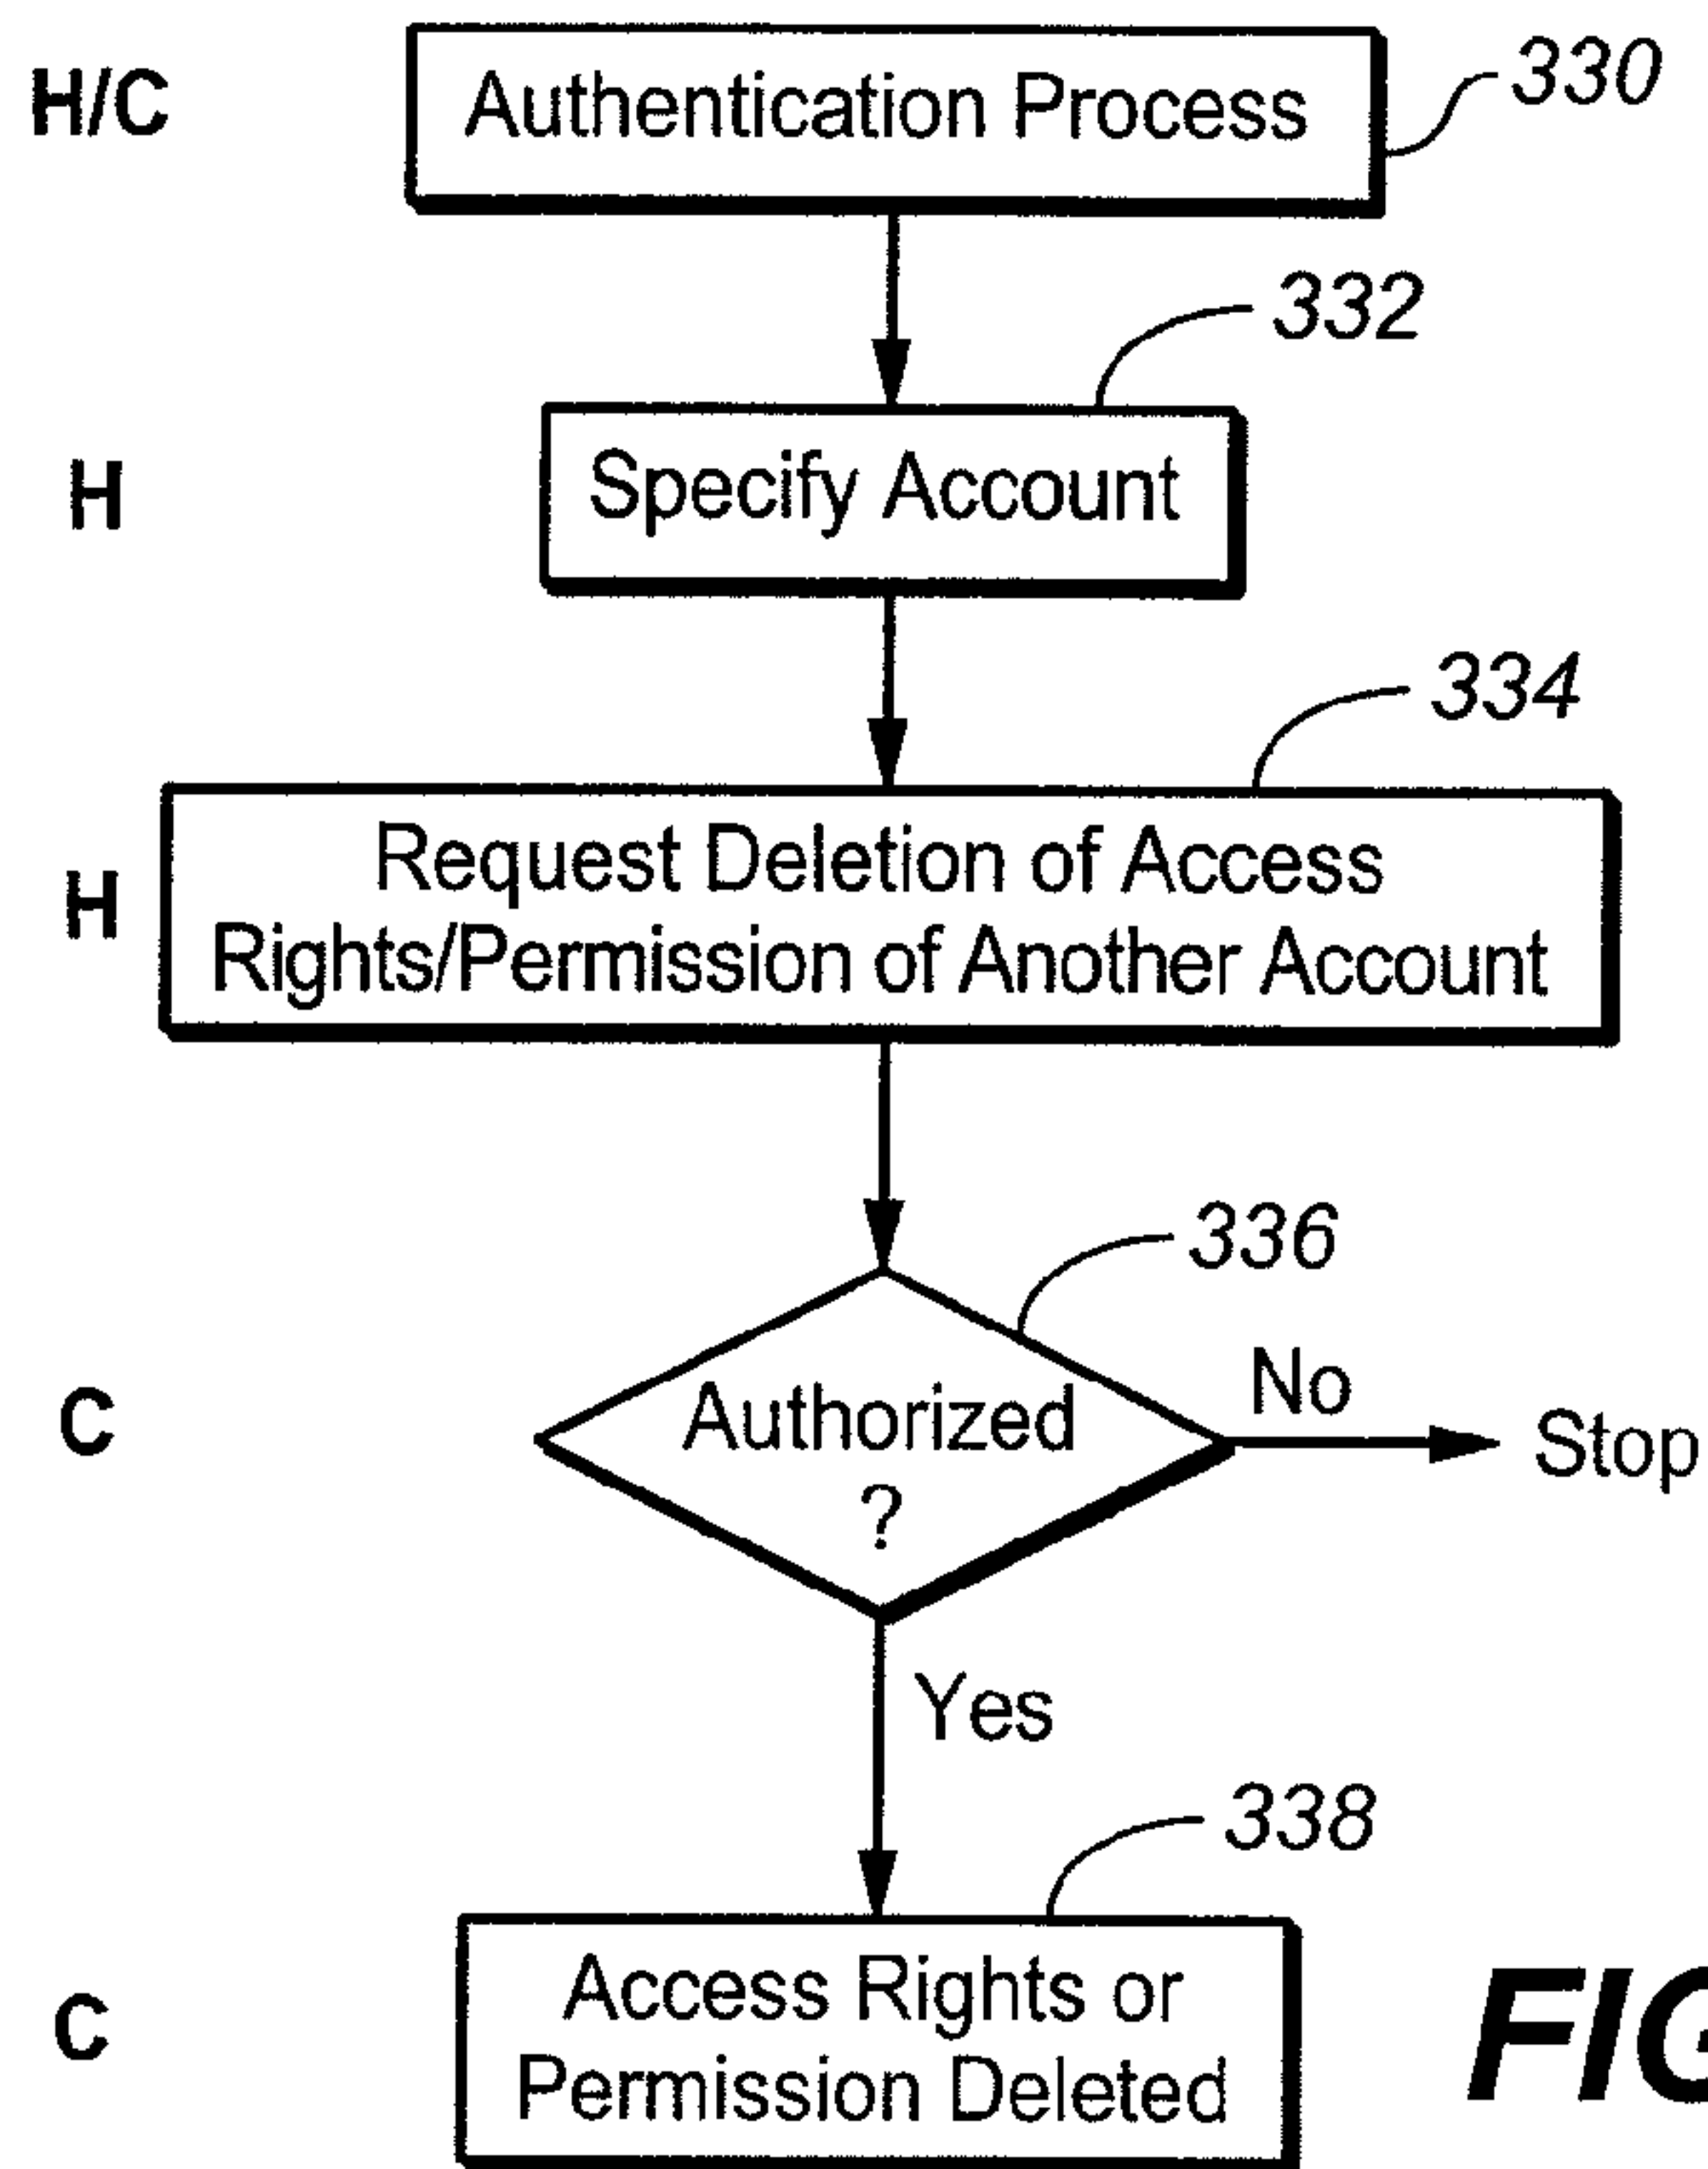 H/C
Authentication Process
330
332
H
Specify Account
334
H
Request Deletion of Access
Rights/Permission of Another Account
336
C
Authorized
?
No
Stop
Yes
338
C
Access Rights or
Permission Deleted